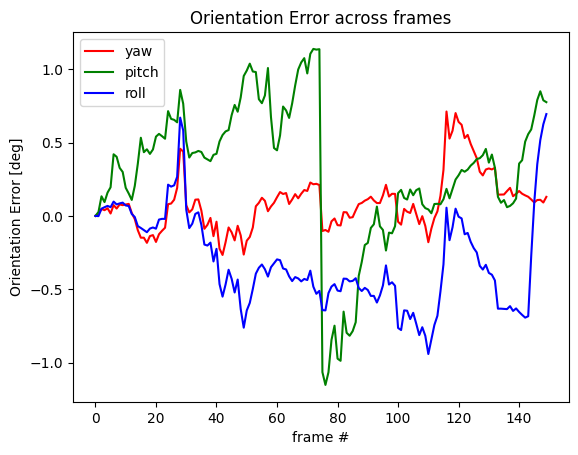 Orientation Error across frames
yaw
pitch
roll
Orientation Error [deg]
1.0
0.5
0.0
−0.5
−1.0
0 20 40 60 80 100 120 140
frame #